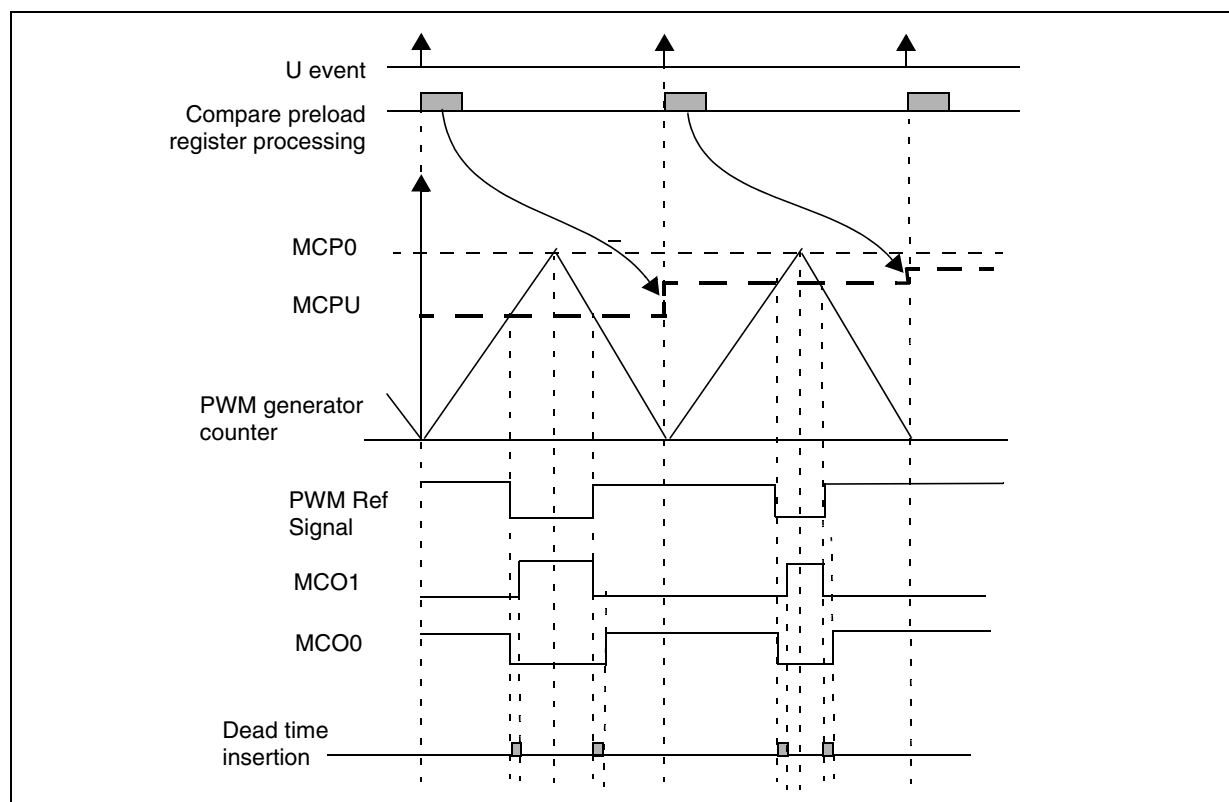 U event
Compare preload
register processing
MCP0
MCPU
PWM generator
counter
PWM Ref
Signal
MCO1
MCO0
Dead time
insertion